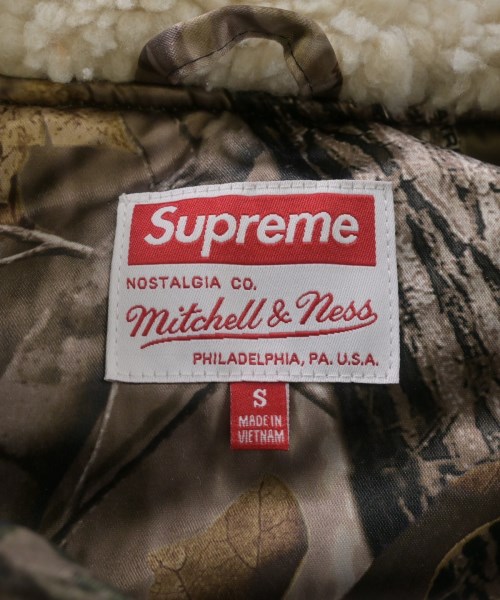 Supreme
NOSTALGIA CO.
Mitchell & Ness
PHILADELPHIA, PA. U.S.A.
S
MADE IN
VIETNAM